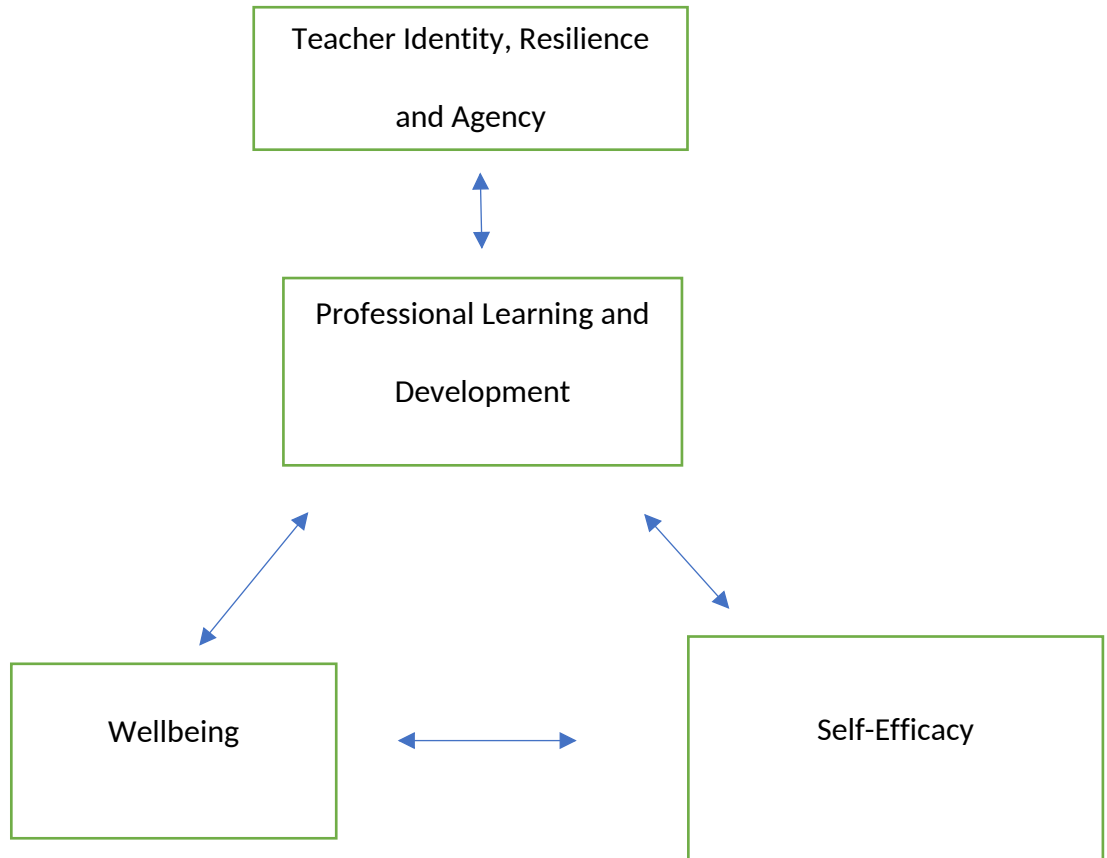 Teacher Identity, Resilience
and Agency
Professional Learning and
Development
Wellbeing
Self-Efficacy